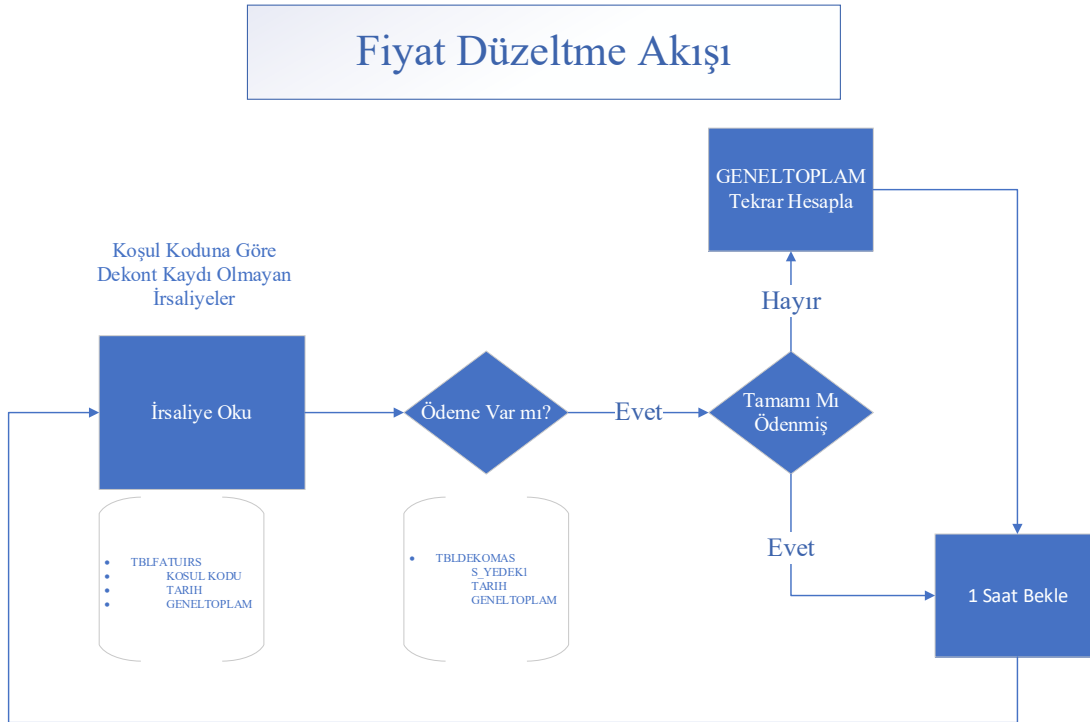 Fiyat Düzeltme Akışı
GENELTOPLAM
Tekrar Hesapla
Koşul Koduna Göre
Dekont Kaydı Olmayan
İrsaliyeler
Hayır
İrsaliye Oku
Ödeme Var mı?
Evet
Tamamı Mı
Ödenmiş
• TBLFATUIRS
• KOSUL KODU
• TARIH
• GENELTOPLAM
• TBLDEKOMAS
S_YEDEKI
TARIH
GENELTOPLAM
Evet
1 Saat Bekle